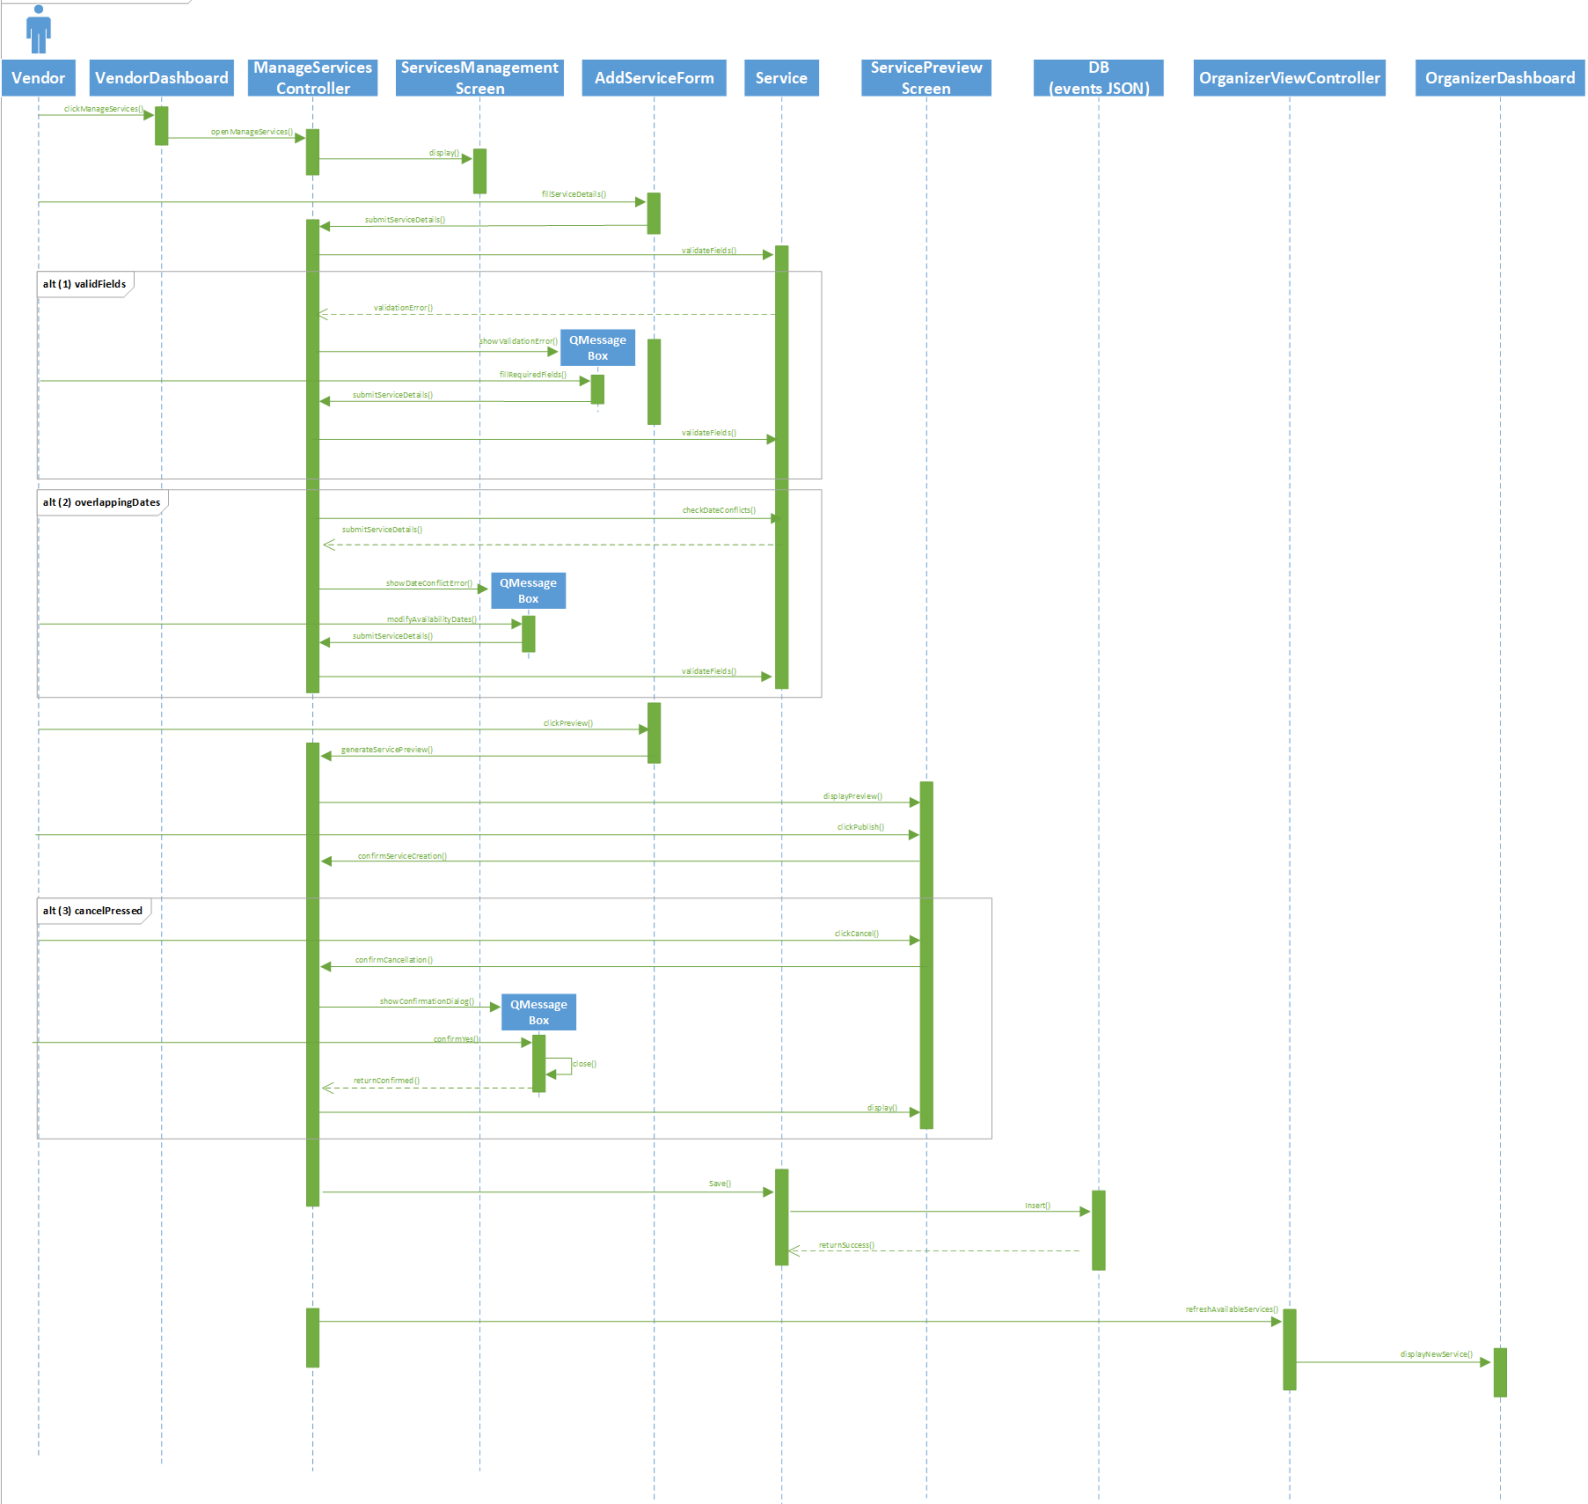 Vendor
VendorDashboard
ManageServices
Controller
ServicesManagement
Screen
AddServiceForm
Service
ServicePreview
Screen
DB
(events JSON)
OrganizerViewController
OrganizerDashboard
clickManageServices()
openManageServices()
display()
fillServiceDetails()
submitServiceDetails()
validateFields()
alt (1) validFields
validationError()
showValidationError()
QMessage
Box
fillRequiredFields()
submitServiceDetails()
validateFields()
alt (2) overlappingDates
checkDateConflicts()
submitServiceDetails()
showDateConflictError()
QMessage
Box
modifyAvailabilityDates()
submitServiceDetails()
validateFields()
clickPreview()
generateServicePreview()
displayPreview()
clickPublish()
confirmServiceCreation()
alt (3) cancelPressed
clickCancel()
confirmCancellation()
showConfirmationDialog()
QMessage
Box
confirmYes()
close()
returnConfirmed()
display()
Save()
Insert()
returnSuccess()
refreshAvailableServices()
displayNewService()